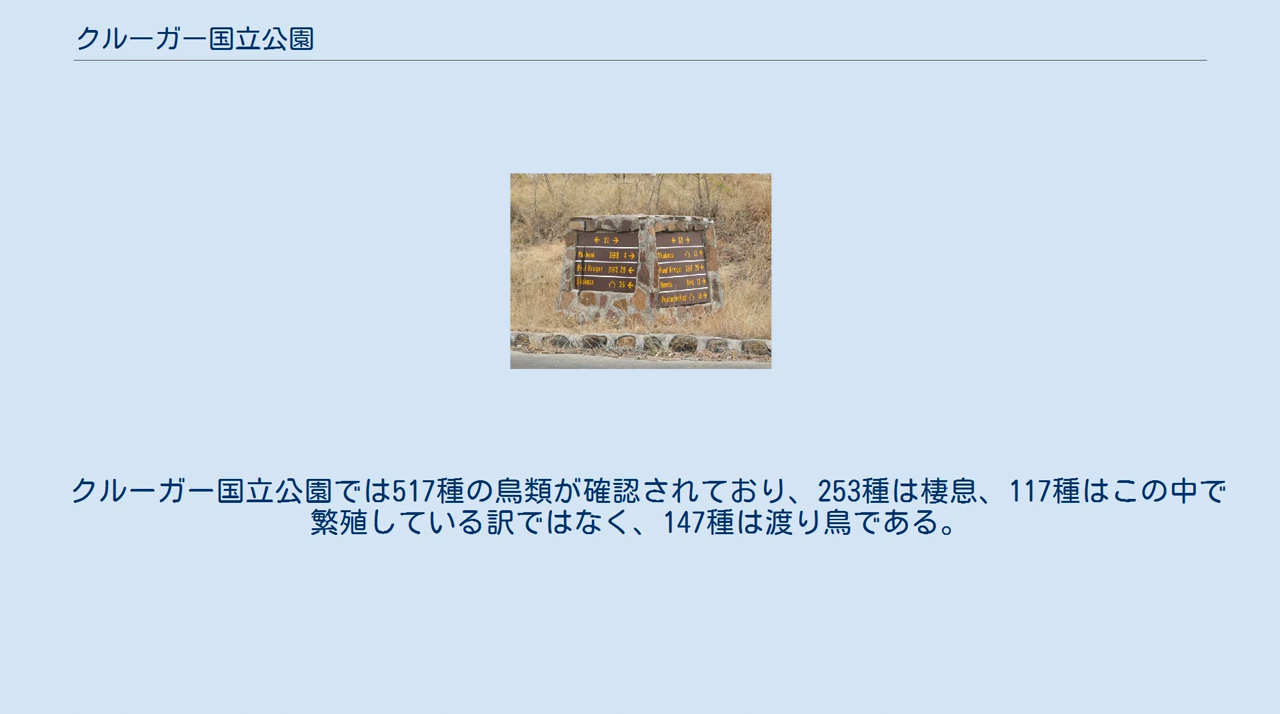 クルーガー国立公園
クルーガー国立公園では517種の鳥類が確認されており、253種は棲息、117種はこの中で
繁殖している訳ではなく、147種は渡り鳥である。